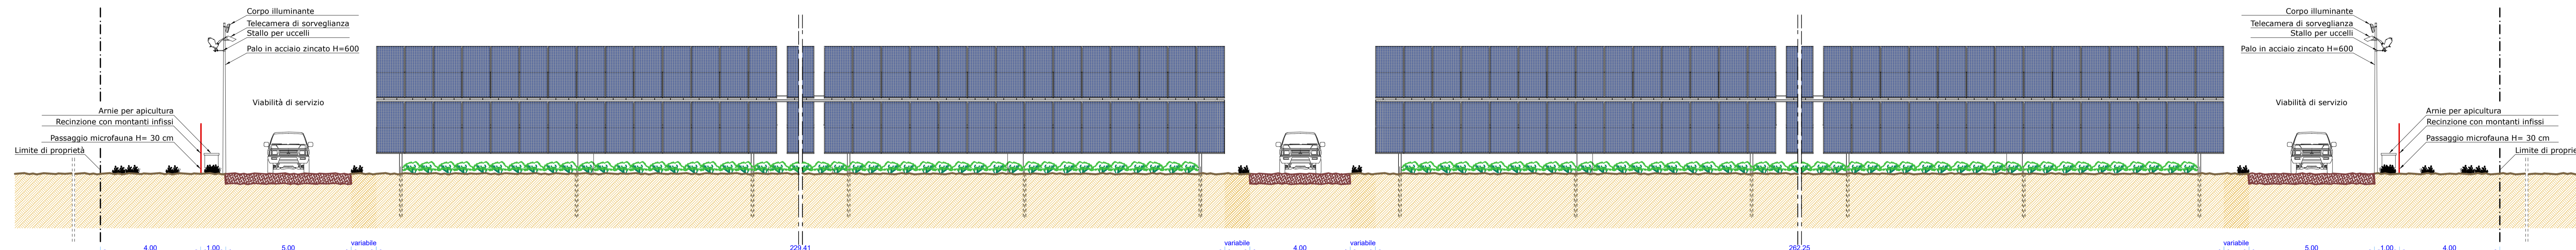 Corpo illuminante
Telecamera di sorveglianza
Stallo per uccelli
Palo in acciaio zincato H=600
Viabilità di servizio
Arnie per apicultura
Recinzione con montanti infissi
Passaggio microfauna H= 30 cm
Limite di proprietà
Corpo illuminante
Telecamera di sorveglianza
Stallo per uccelli
Palo in acciaio zincato H=600
Viabilità di servizio
Arnie per apicultura
Recinzione con montanti infissi
Passaggio microfauna H= 30 cm
Limite di proprie
4.00 1.00 5.00 variabile 229.41 variabile 4.00 variabile 262.25 variabile 5.00 1.00 4.00